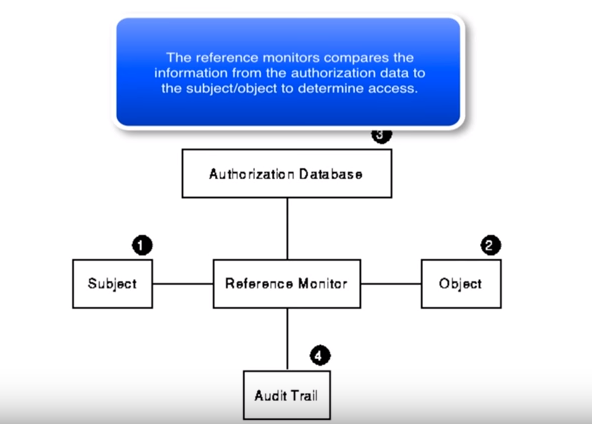 The reference monitors compares the
information from the authorization data to
the subject/object to determine access.
3
Authorization Database
1
2
Subject
Reference Monitor
Object
4
Audit Trail